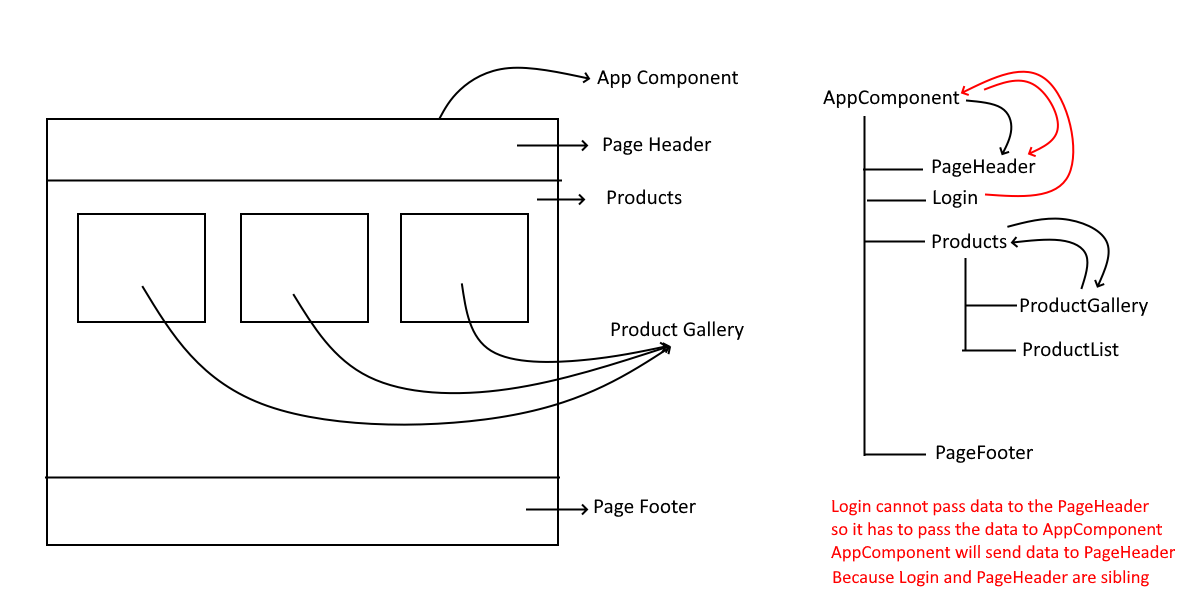 App Component
Page Header
Products
Product Gallery
Page Footer
AppComponent
PageHeader
Login
Products
ProductGallery
ProductList
PageFooter
Login cannot pass data to the PageHeader
so it has to pass the data to AppComponent
AppComponent will send data to PageHeader
Because Login and PageHeader are sibling